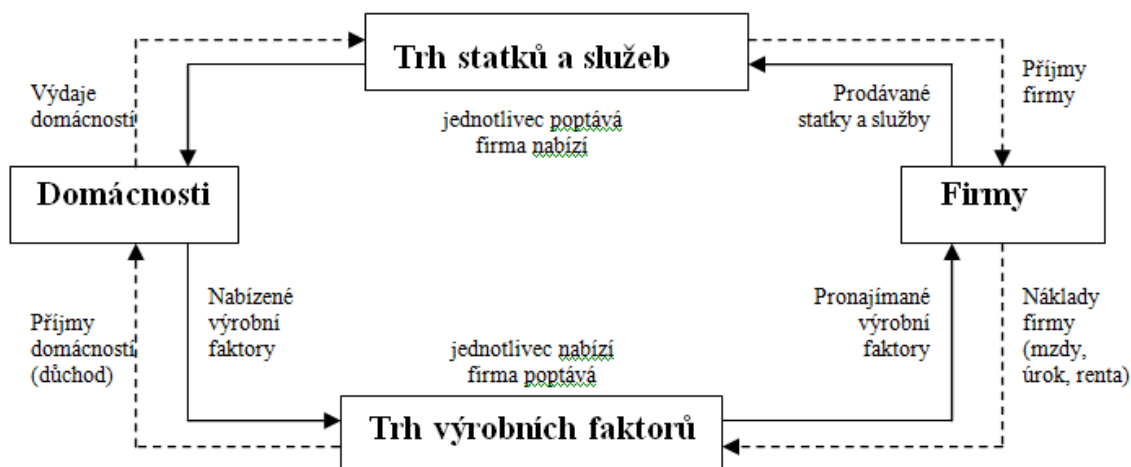 Trh statků a služeb
Výdaje
domácností
jednotlivec poptává
firma nabízí
Prodávané
statky a služby
Příjmy
firmy
Domácnosti
Firmy
Příjmy
domácností
(důchod)
Nabízené
výrobní
faktory
jednotlivec nabízí
firma poptává
Pronajímané
výrobní
faktory
Náklady
firmy
(mzdy,
úrok, renta)
Trh výrobních faktorů